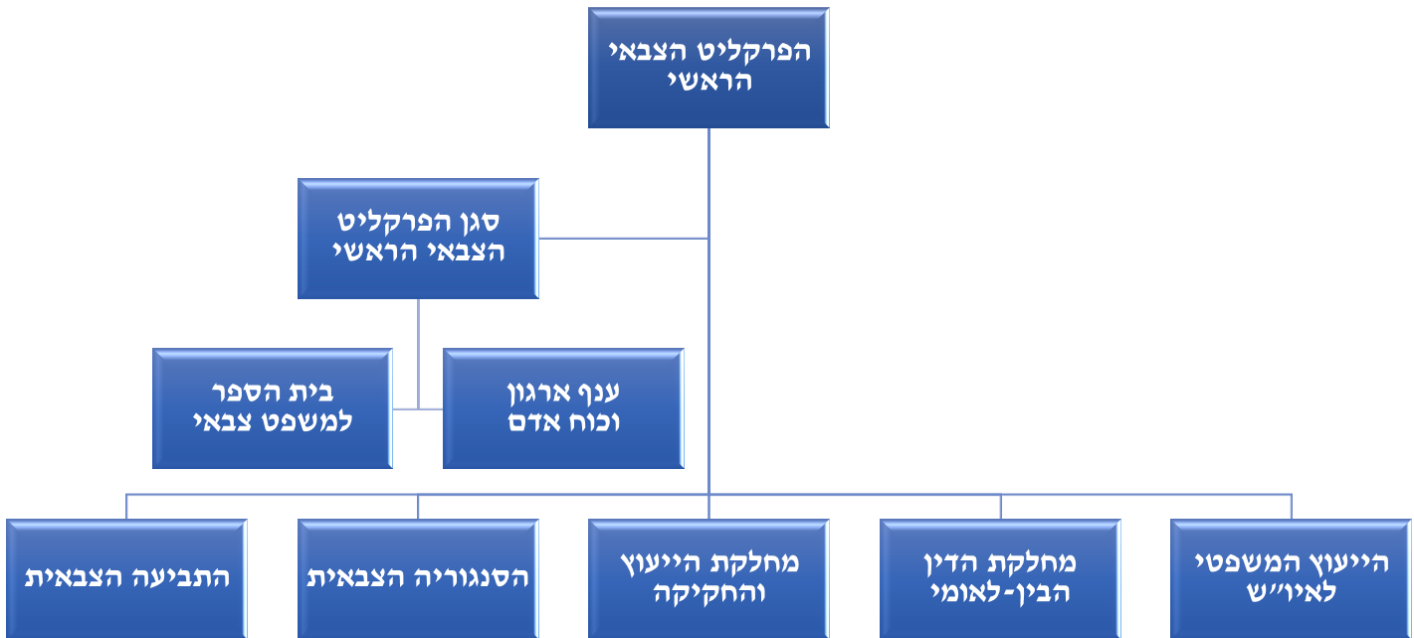 הפרקליט הצבאי
הראשי
סגן הפרקליט
הצבאי הראשי
ענף ארגון
וכוח אדם
בית הספר
למשפט צבאי
הייעוץ המשפטי
לאיו״ש
מחלקת הדין
הבין-לאומי
מחלקת הייעוץ
והחקיקה
הסנגוריה הצבאית
התביעה הצבאית